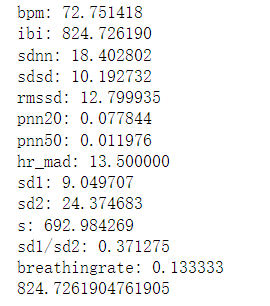 bpm: 72.751418
ibi: 824.726190
sdnn: 18.402802
sdsd: 10.192732
rmssd: 12.799935
pnn20: 0.077844
pnn50: 0.011976
hr_mad: 13.500000
sd1: 9.049707
sd2: 24.374683
s: 692.984269
sd1/sd2: 0.371275
breathingrate: 0.133333
824.7261904761905